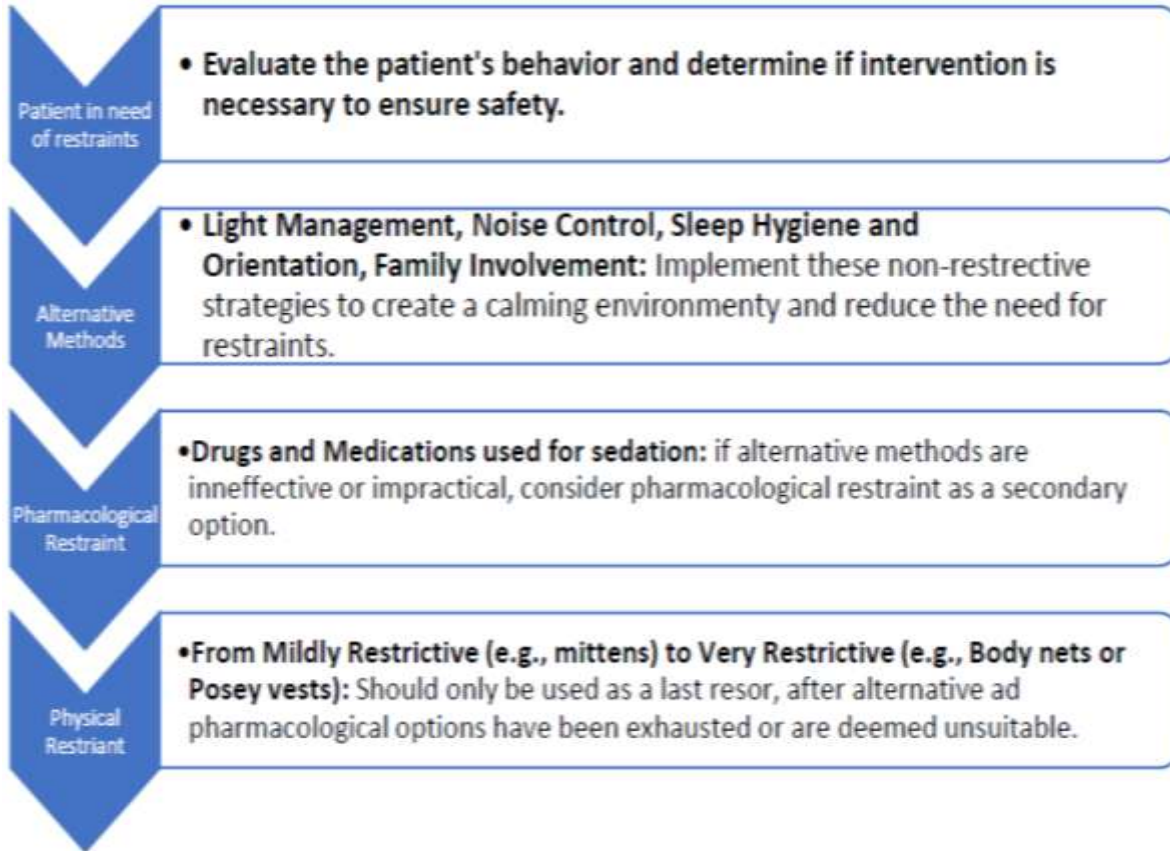 Patient in need
of restraints
• Evaluate the patient's behavior and determine if intervention is
necessary to ensure safety.
Alternative
Methods
• Light Management, Noise Control, Sleep Hygiene and
Orientation, Family Involvement: Implement these non-restrective
strategies to create a calming environmenty and reduce the need for
restraints.
Pharmacological
Restraint
•Drugs and Medications used for sedation: if alternative methods are
inneffective or impractical, consider pharmacological restraint as a secondary
option.
Physical
Restriant
•From Mildly Restrictive (e.g., mittens) to Very Restrictive (e.g., Body nets or
Posey vests): Should only be used as a last resor, after alternative ad
pharmacological options have been exhausted or are deemed unsuitable.